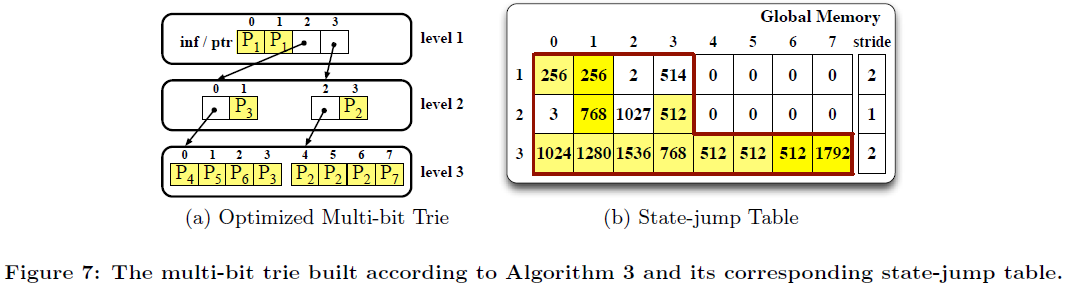 0 1 2 3
inf / ptr P1 P1 level 1
0 1 2 3
P3 P2 level 2
0 1 2 3 4 5 6 7
P4 P5 P6 P3 P2 P2 P2 P7 level 3
(a) Optimized Multi-bit Trie
Global Memory
0 1 2 3 4 5 6 7 stride
1 256 256 2 514 0 0 0 0 2
2 3 768 1027 512 0 0 0 0 1
3 1024 1280 1536 768 512 512 512 1792 2
(b) State-jump Table
Figure 7: The multi-bit trie built according to Algorithm 3 and its corresponding state-jump table.